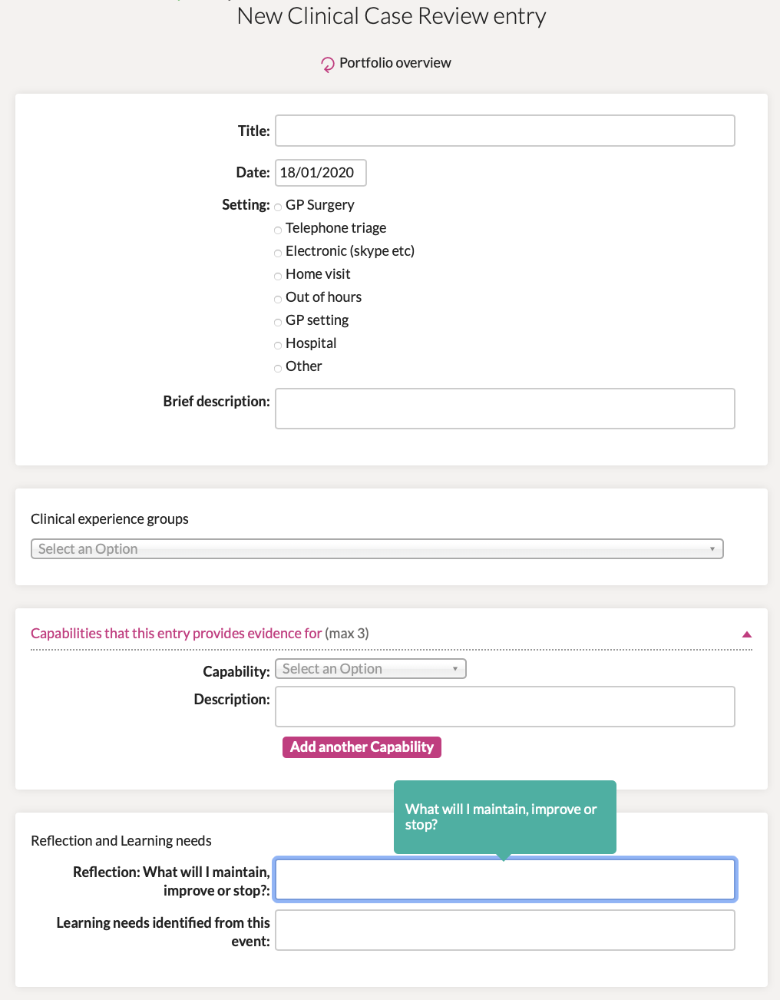 New Clinical Case Review entry
Portfolio overview
Title:
Date: 18/01/2020
Setting: GP Surgery
Telephone triage
Electronic (skype etc)
Home visit
Out of hours
GP setting
Hospital
Other
Brief description:
Clinical experience groups
Select an Option
Capabilities that this entry provides evidence for (max 3)
Capability: Select an Option
Description:
Add another Capability
What will I maintain, improve or
stop?
Reflection and Learning needs
Reflection: What will I maintain,
improve or stop?:
Learning needs identified from this
event: